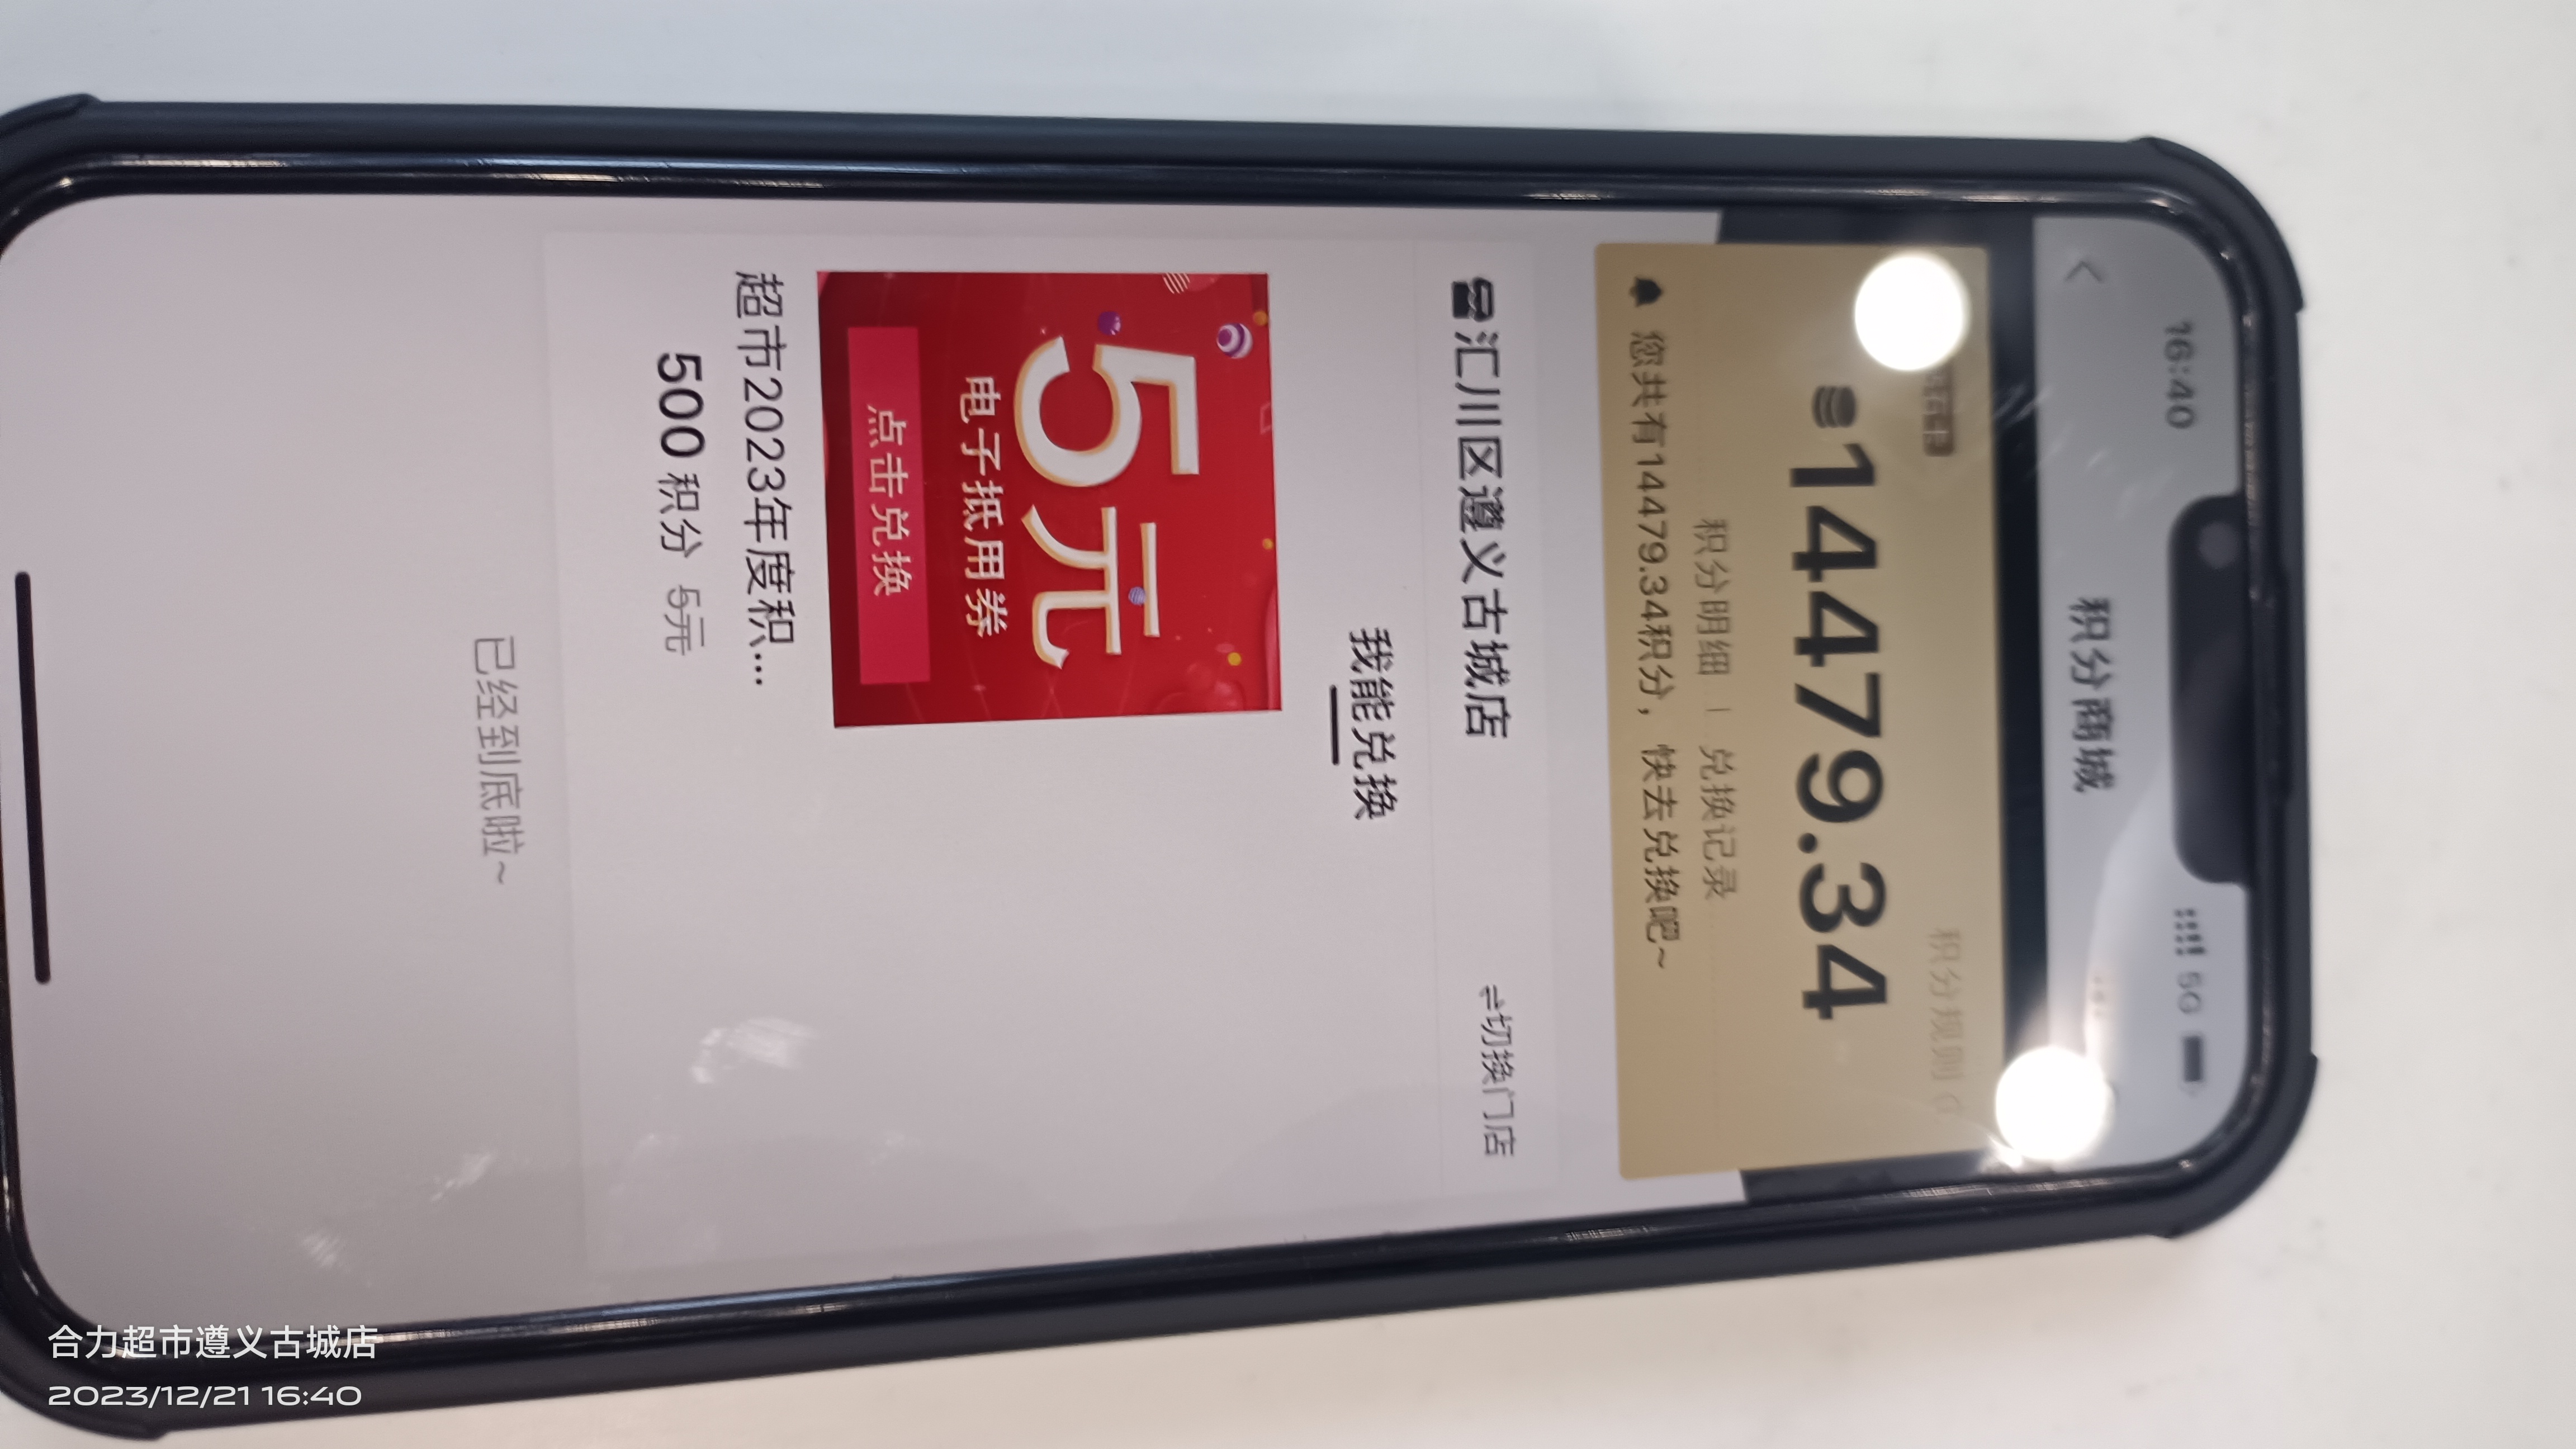 16:40
5G
积分商城
积分规则
14479.34
积分明细 | 兑换记录
您共有14479.34积分，快去兑换吧~
汇川区遵义古城店
⇌切换门店
我能兑换
5元
电子抵用券
点击兑换
超市2023年度积...
500 积分 5元
已经到底啦~
合力超市遵义古城店
2023/12/21 16:40